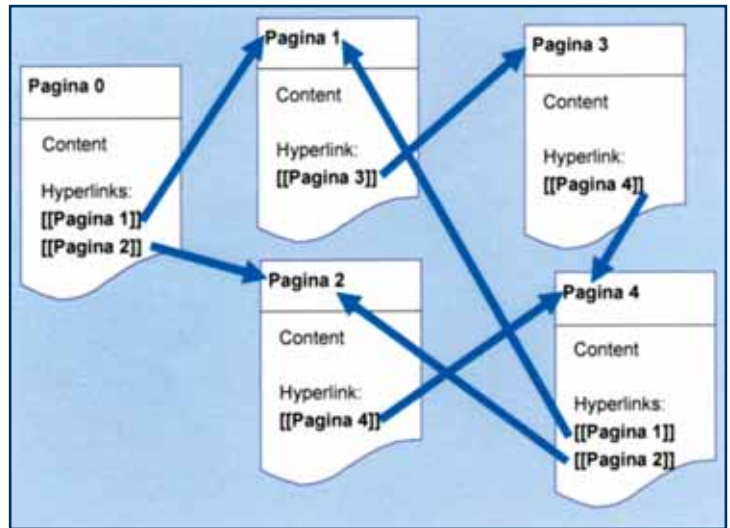 Pagina 0
Content
Hyperlinks:
[[Pagina 1]]
[[Pagina 2]]
Pagina 1
Content
Hyperlink:
[[Pagina 3]]
Pagina 2
Content
Hyperlink:
[[Pagina 4]]
Pagina 3
Content
Hyperlink:
[[Pagina 4]]
Pagina 4
Content
Hyperlinks:
[[Pagina 1]]
[[Pagina 2]]